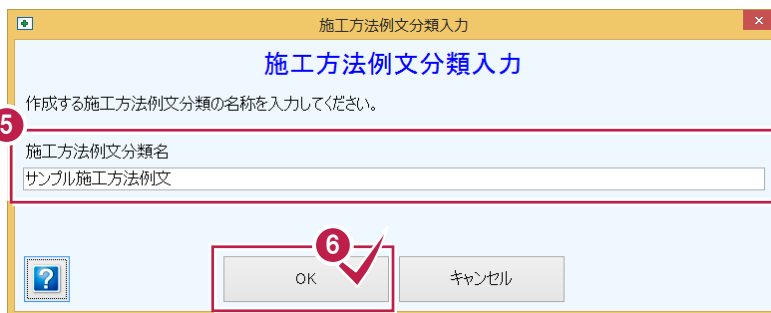 施工方法例文分類入力
施工方法例文分類入力
作成する施工方法例文分類の名称を入力してください。
5
施工方法例文分類名
サンプル施工方法例文
6
?
OK
キャンセル